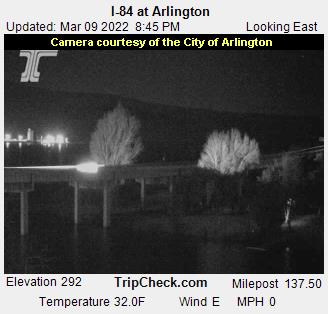 I-84 at Arlington
Updated: Mar 09 2022 8:45 PM Looking East
Camera courtesy of the City of Arlington
Elevation 292 TripCheck.com Milepost 137.50
Temperature 32.0F Wind E MPH 0